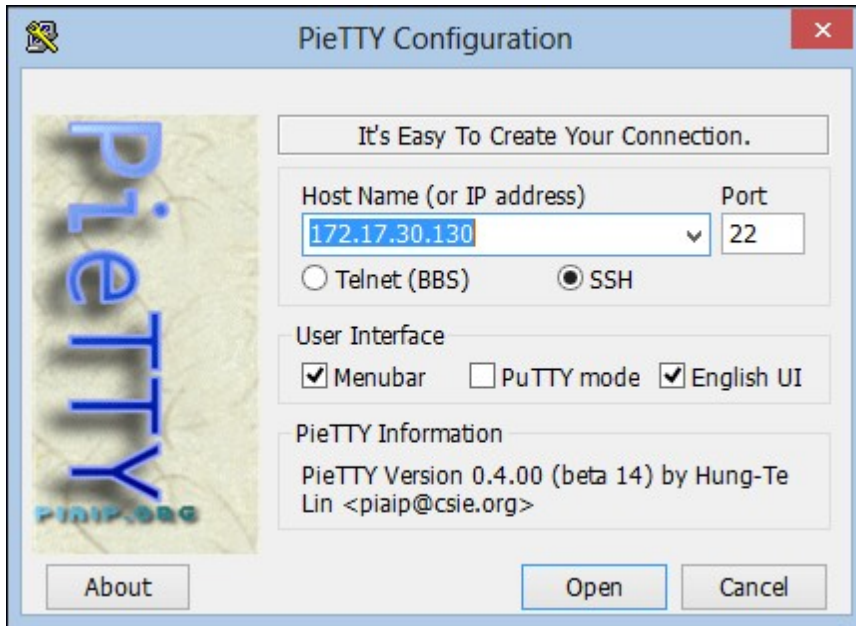 PieTTY Configuration
PieTTY
PIAIP.ORG
It's Easy To Create Your Connection.
Host Name (or IP address)
Port
172.17.30.130
22
Telnet (BBS)
SSH
User Interface
Menubar
PuTTY mode
English UI
PieTTY Information
PieTTY Version 0.4.00 (beta 14) by Hung-Te
Lin <piaip@csie.org>
About
Open
Cancel